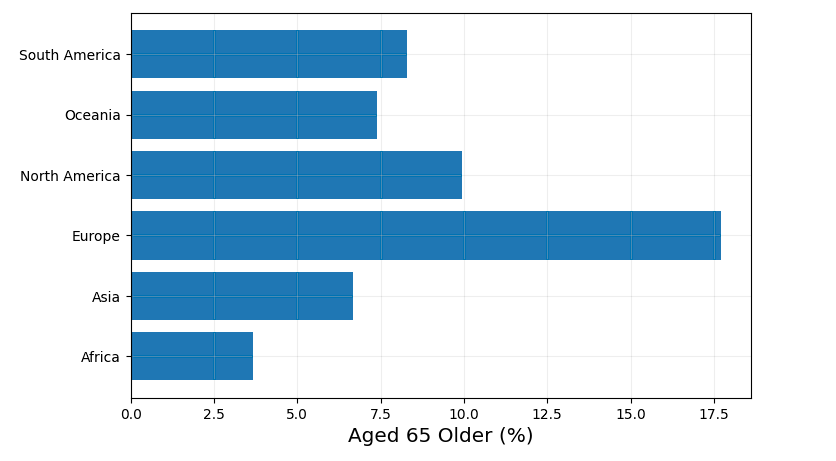 South America
Oceania
North America
Europe
Asia
Africa
0.0 2.5 5.0 7.5 10.0 12.5 15.0 17.5
Aged 65 Older (%)